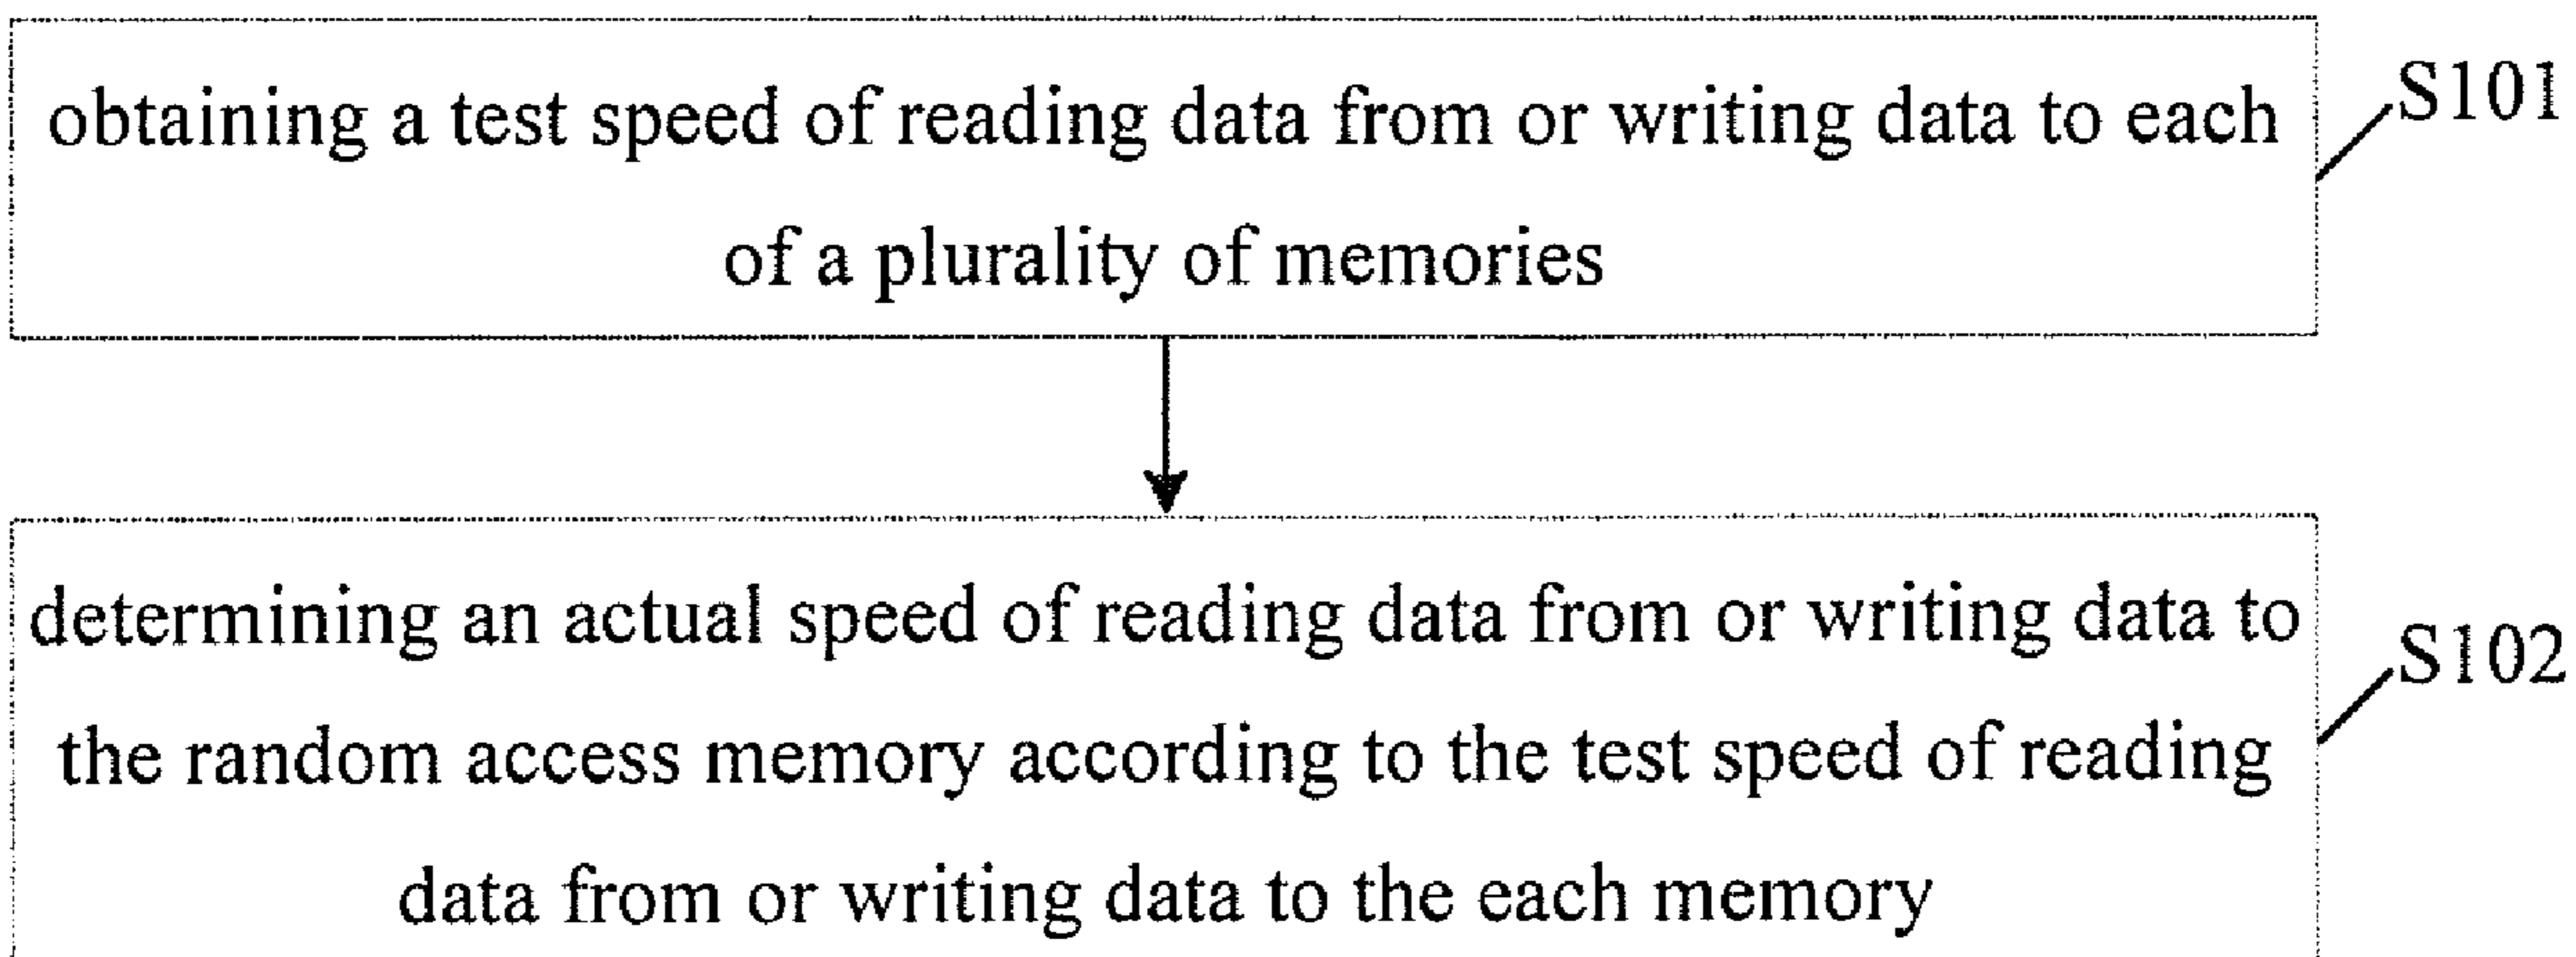 obtaining a test speed of reading data from or writing data to each
of a plurality of memories
S101
determining an actual speed of reading data from or writing data to
the random access memory according to the test speed of reading
data from or writing data to the each memory
S102